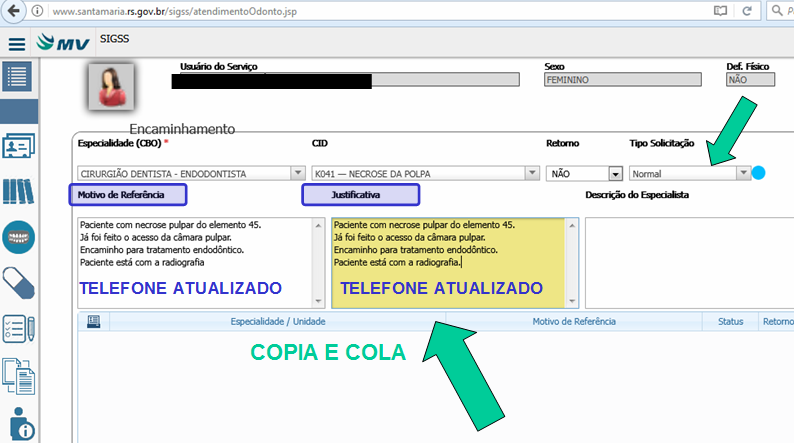 www.santamaria.rs.gov.br/sigss/atendimentoOdonto.jsp
MV SIGSS
Usuário do Serviço Sexo Def. Físico
FEMININO NÃO
Encaminhamento
Especialidade (CBO) * CID Retorno Tipo Solicitação
CIRURGIÃO DENTISTA - ENDODONTISTA K041 — NECROSE DA POLPA NÃO Normal
Motivo de Referência Justificativa Descrição do Especialista
Paciente com necrose pulpar do elemento 45.
Já foi feito o acesso da câmara pulpar.
Encaminho para tratamento endodôntico.
Paciente está com a radiografia
TELEFONE ATUALIZADO
Paciente com necrose pulpar do elemento 45.
Já foi feito o acesso da câmara pulpar.
Encaminho para tratamento endodôntico.
Paciente está com a radiografia.
TELEFONE ATUALIZADO
Especialidade / Unidade Motivo de Referência Status Retorno
COPIA E COLA